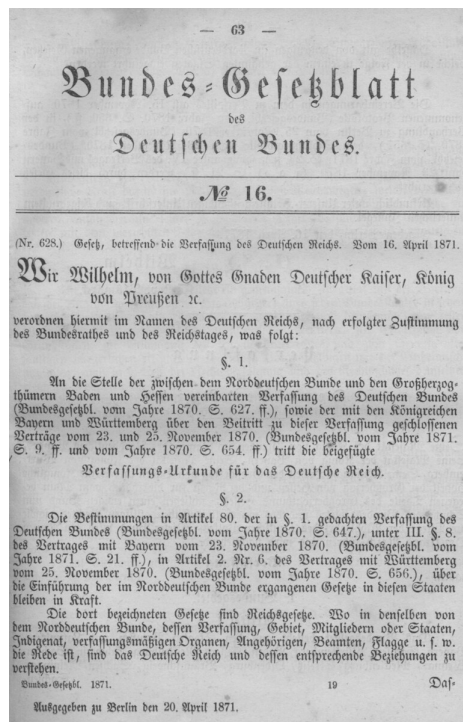 — 63 —
Bundes-Gesetzblatt
des
Deutschen Bundes.
№ 16.
(Nr. 628.) Gesetz, betreffend die Verfassung des Deutschen Reichs. Vom 16. April 1871.
Wir Wilhelm, von Gottes Gnaden Deutscher Kaiser, König
von Preußen ꝛc.
verordnen hiermit im Namen des Deutschen Reichs, nach erfolgter Zustimmung
des Bundesrathes und des Reichstages, was folgt:
§. 1.
An die Stelle der zwischen dem Norddeutschen Bunde und den Großherzog-
thümern Baden und Hessen vereinbarten Verfassung des Deutschen Bundes
(Bundesgesetzbl. vom Jahre 1870. S. 627. ff.), sowie der mit den Königreichen
Bayern und Württemberg über den Beitritt zu dieser Verfassung geschlossenen
Verträge vom 23. und 25. November 1870. (Bundesgesetzbl. vom Jahre 1871.
S. 9. ff. und vom Jahre 1870. S. 654. ff.) tritt die beigefügte
Verfassungs-Urkunde für das Deutsche Reich.
§. 2.
Die Bestimmungen in Artikel 80. der in §. 1. gedachten Verfassung des
Deutschen Bundes (Bundesgesetzbl. vom Jahre 1870. S. 647.), unter III. §. 8.
des Vertrages mit Bayern vom 23. November 1870. (Bundesgesetzbl. vom
Jahre 1871. S. 21. ff.), in Artikel 2. Nr. 6. des Vertrages mit Württemberg
vom 25. November 1870. (Bundesgesetzbl. vom Jahre 1870. S. 656.), über
die Einführung der im Norddeutschen Bunde ergangenen Gesetze in diesen Staaten
bleiben in Kraft.
Die dort bezeichneten Gesetze sind Reichsgesetze. Wo in denselben von
dem Norddeutschen Bunde, dessen Verfassung, Gebiet, Mitgliedern oder Staaten,
Indigenat, verfassungsmäßigen Organen, Angehörigen, Beamten, Flagge u. s. w.
die Rede ist, sind das Deutsche Reich und dessen entsprechende Beziehungen zu
verstehen.
Bundes-Gesetzbl. 1871. 19 Das-
Ausgegeben zu Berlin den 20. April 1871.